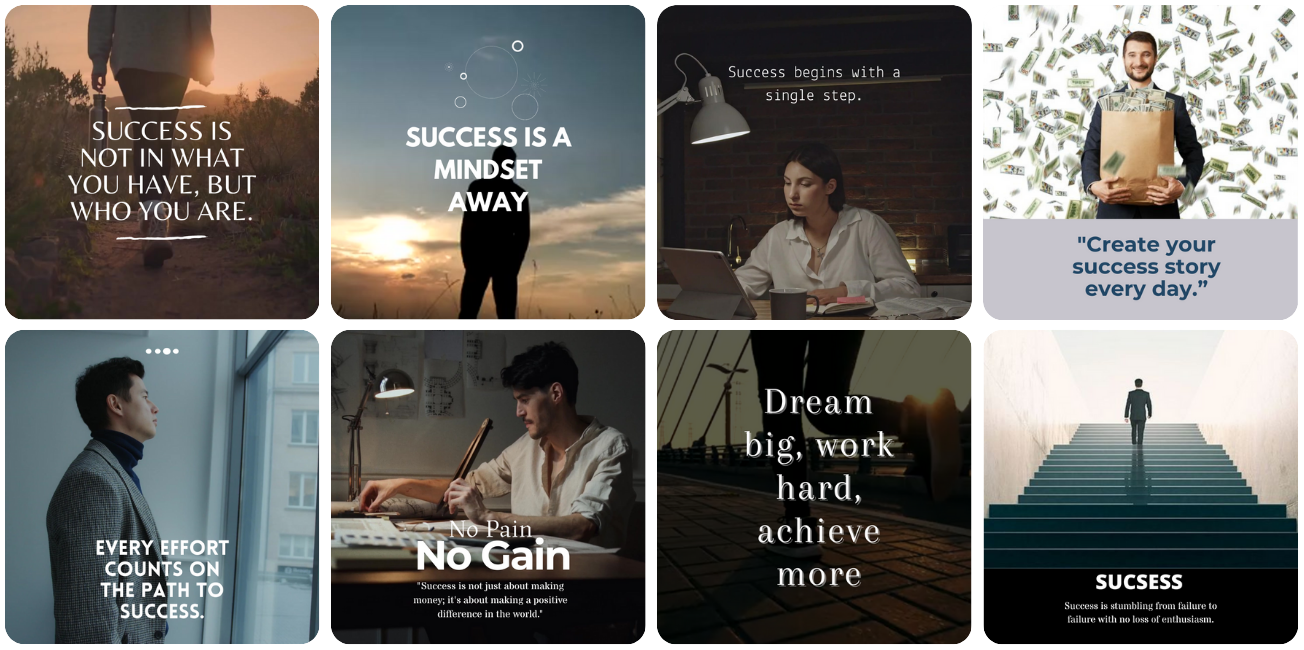 SUCCESS IS
NOT IN WHAT
YOU HAVE, BUT
WHO YOU ARE.
SUCCESS IS A
MINDSET
AWAY
Success begins with a
single step.
"Create your
success story
every day.”
EVERY EFFORT
COUNTS ON
THE PATH TO
SUCCESS.
No Pain
No Gain
"Success is not just about making
money; it's about making a positive
difference in the world."
Dream
big, work
hard,
achieve
more
SUCSESS
Success is stumbling from failure to
failure with no loss of enthusiasm.